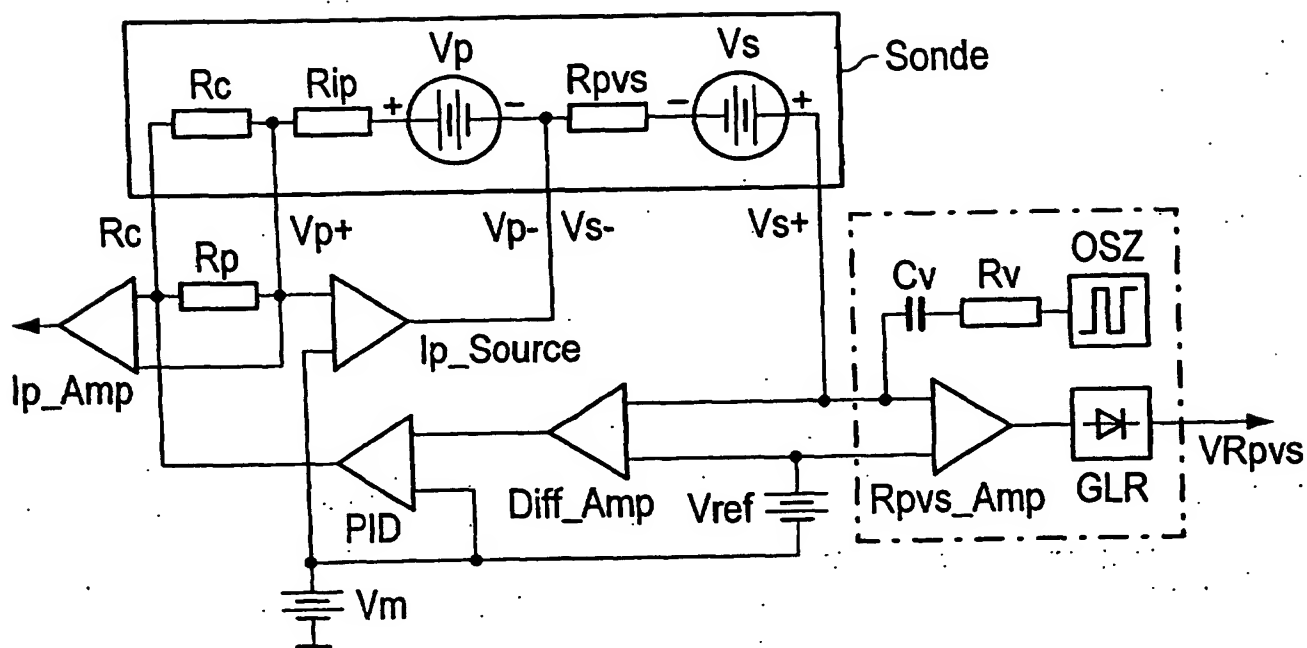 Vp
Vs
Sonde
Rc
Rip
+
-
Rpvs
-
+
Rc
Vp+
Vp-
Vs-
Vs+
Rp
Cv
Rv
OSZ
Ip_Source
Ip_Amp
PID
Diff_Amp
Vref
Rpvs_Amp
GLR
VRpvs
Vm